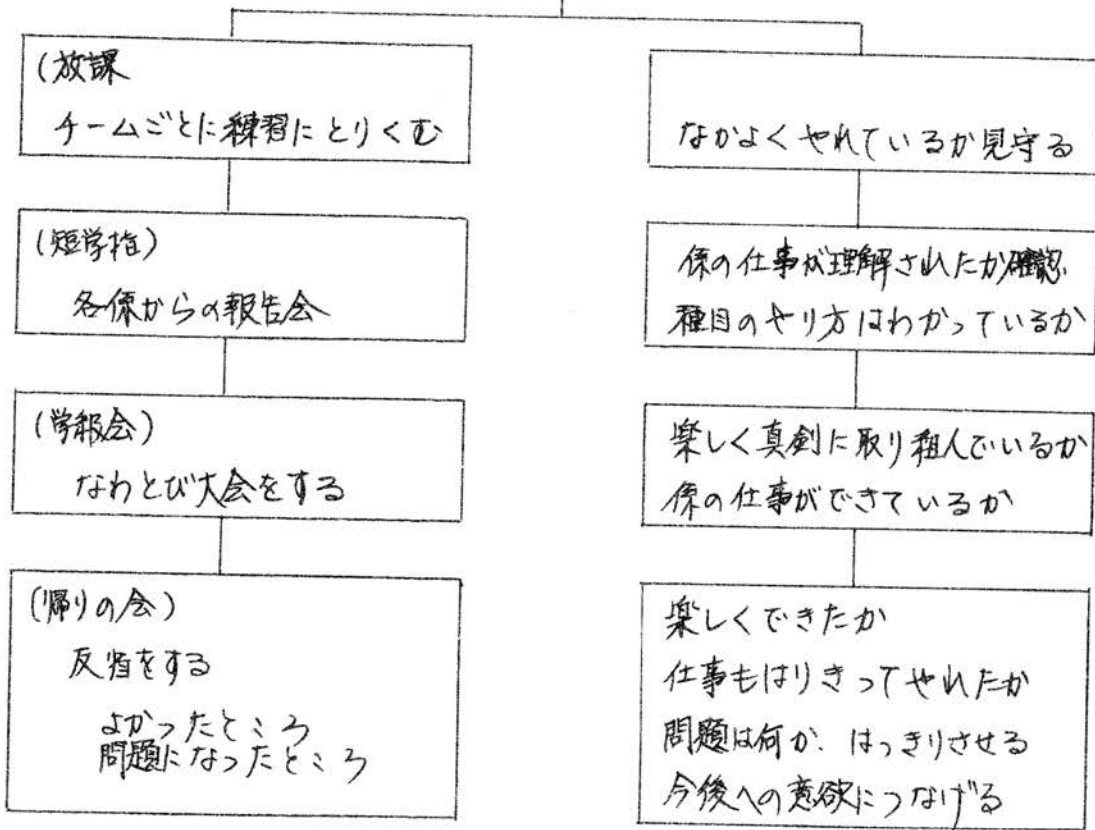 (放課
チームごとに練習にとりくむ
(短学指)
各係からの報告会
(学級会)
なわとび大会をする
(帰りの会)
反省をする
よかったところ
問題になったところ
なかよくやれているか見守る
係の仕事が理解されたか確認
種目のやり方はわかっているか
楽しく真剣に取り組んでいるか
係の仕事ができているか
楽しくできたか
仕事もはりきってやれたか
問題は何か、はっきりさせる
今後への意欲につなげる